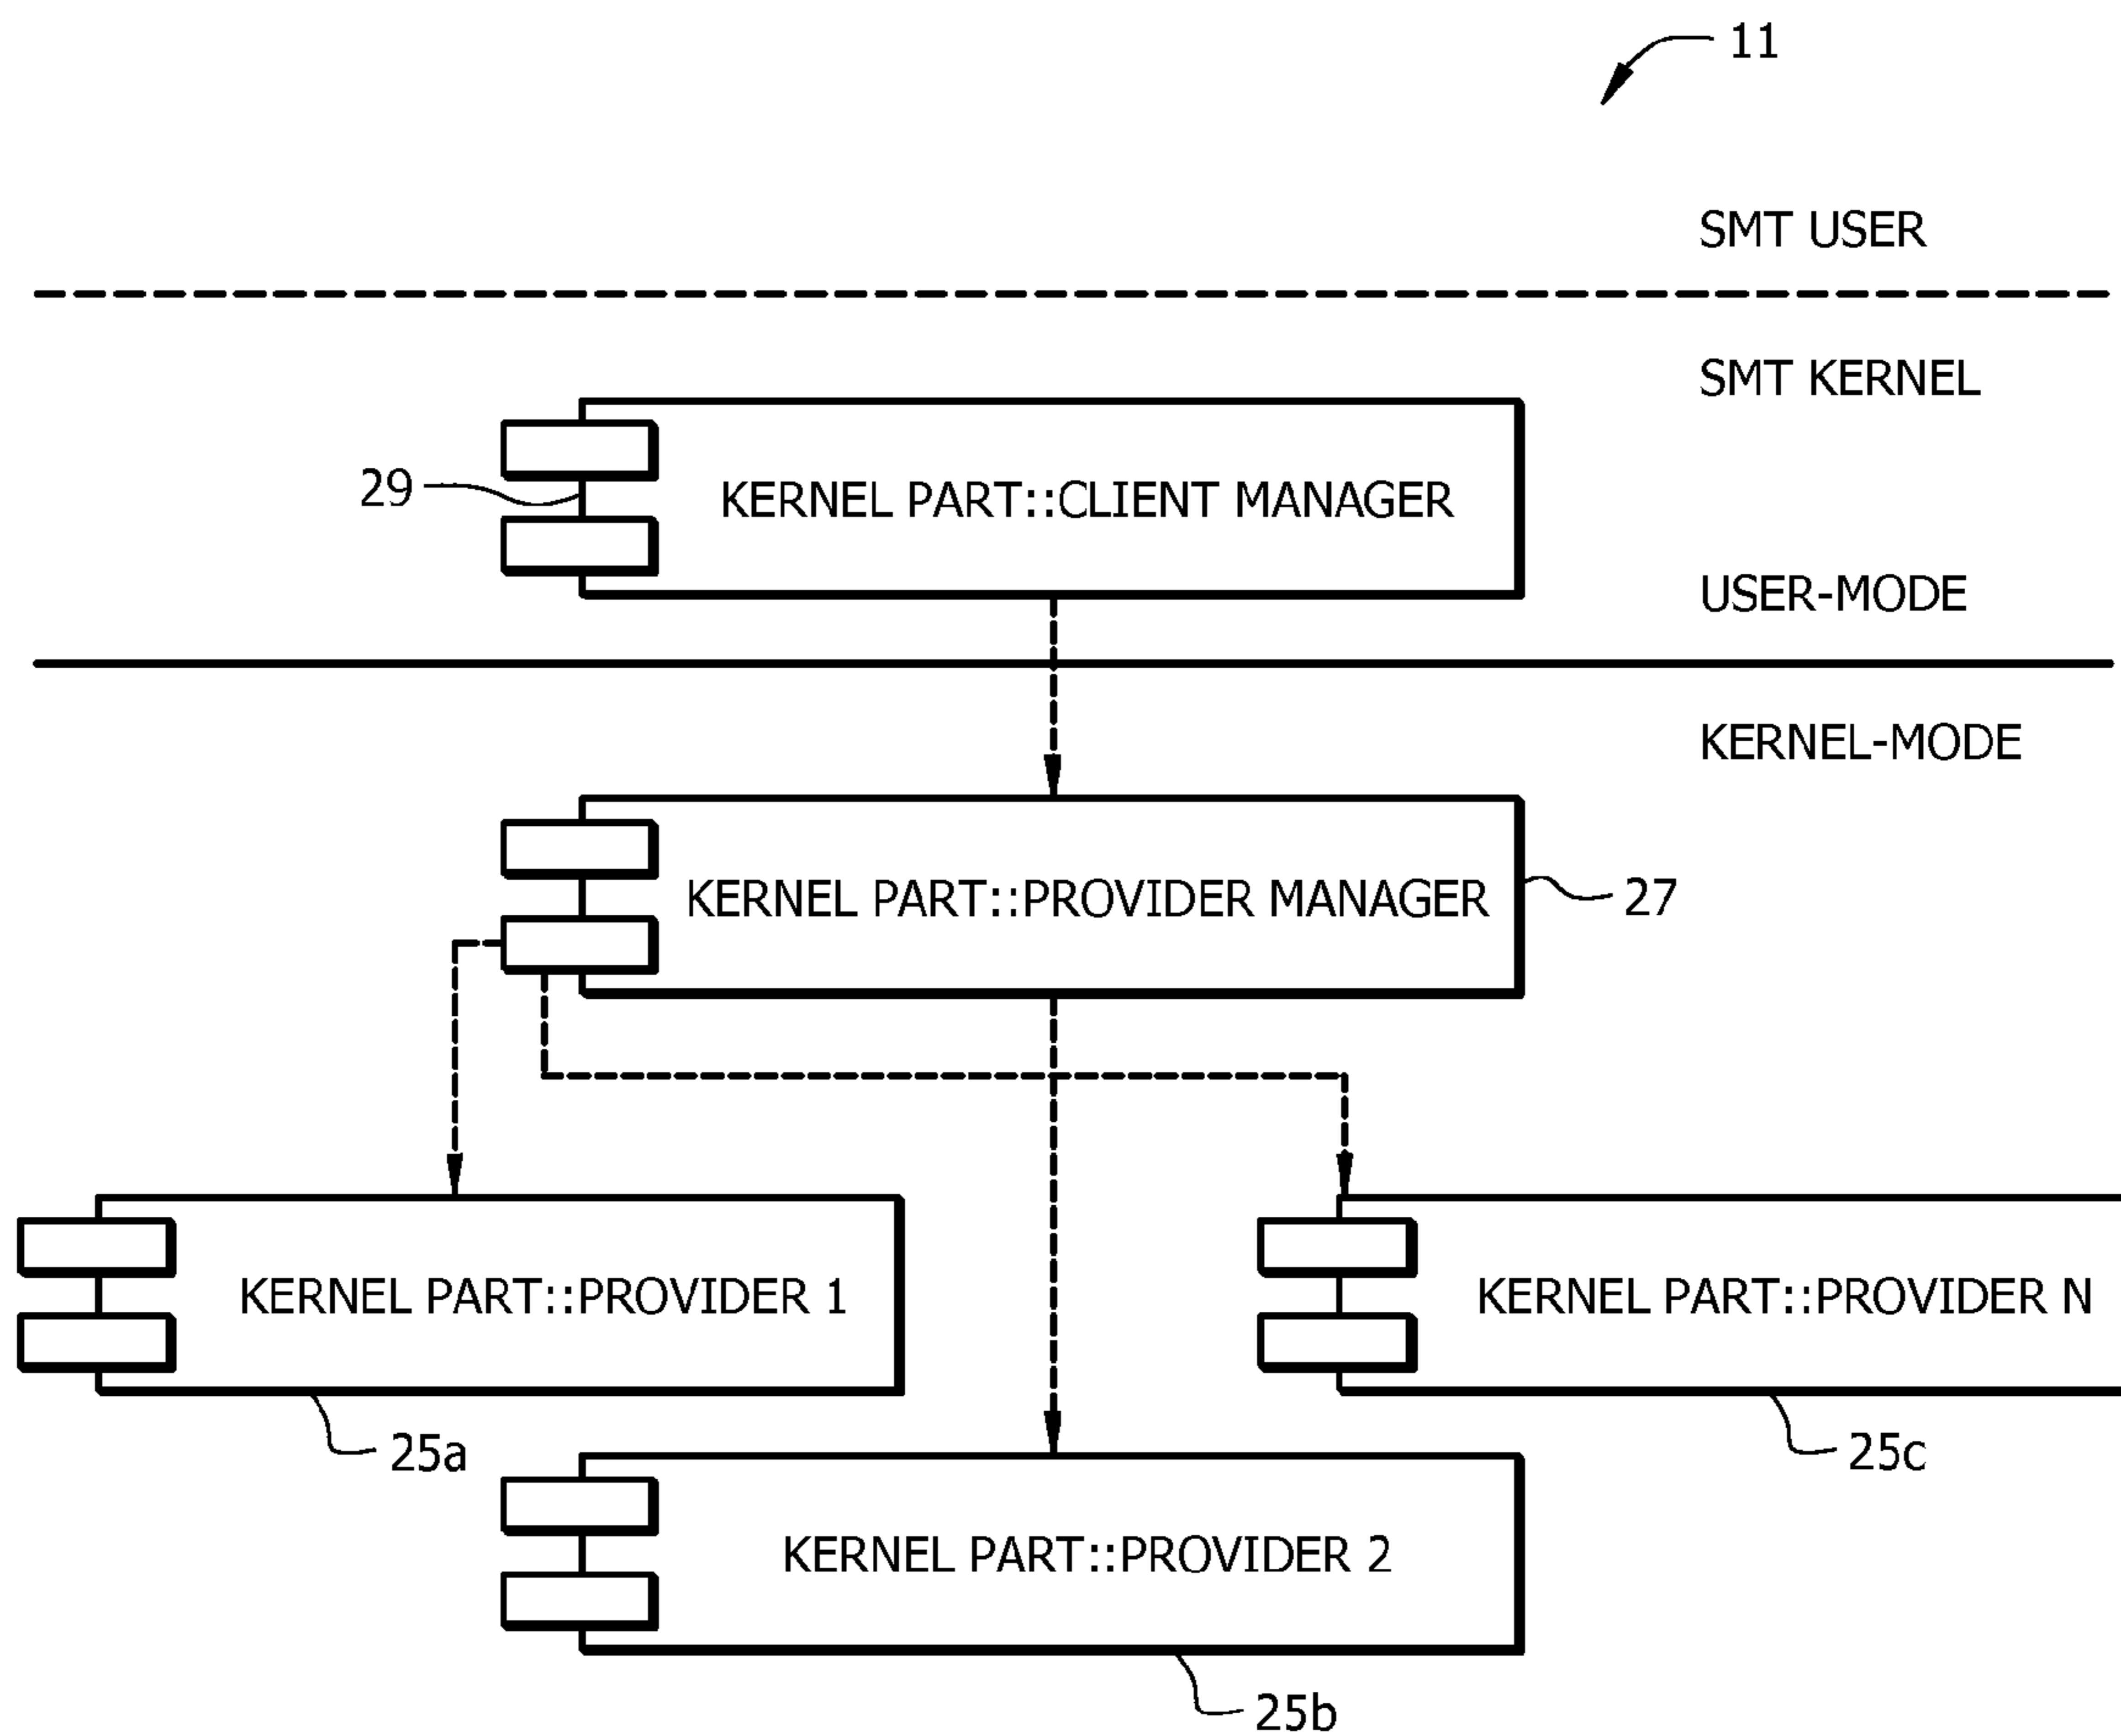 11
SMT USER
SMT KERNEL
29
KERNEL PART::CLIENT MANAGER
USER-MODE
KERNEL-MODE
KERNEL PART::PROVIDER MANAGER
27
KERNEL PART::PROVIDER 1
KERNEL PART::PROVIDER N
25a
25c
KERNEL PART::PROVIDER 2
25b